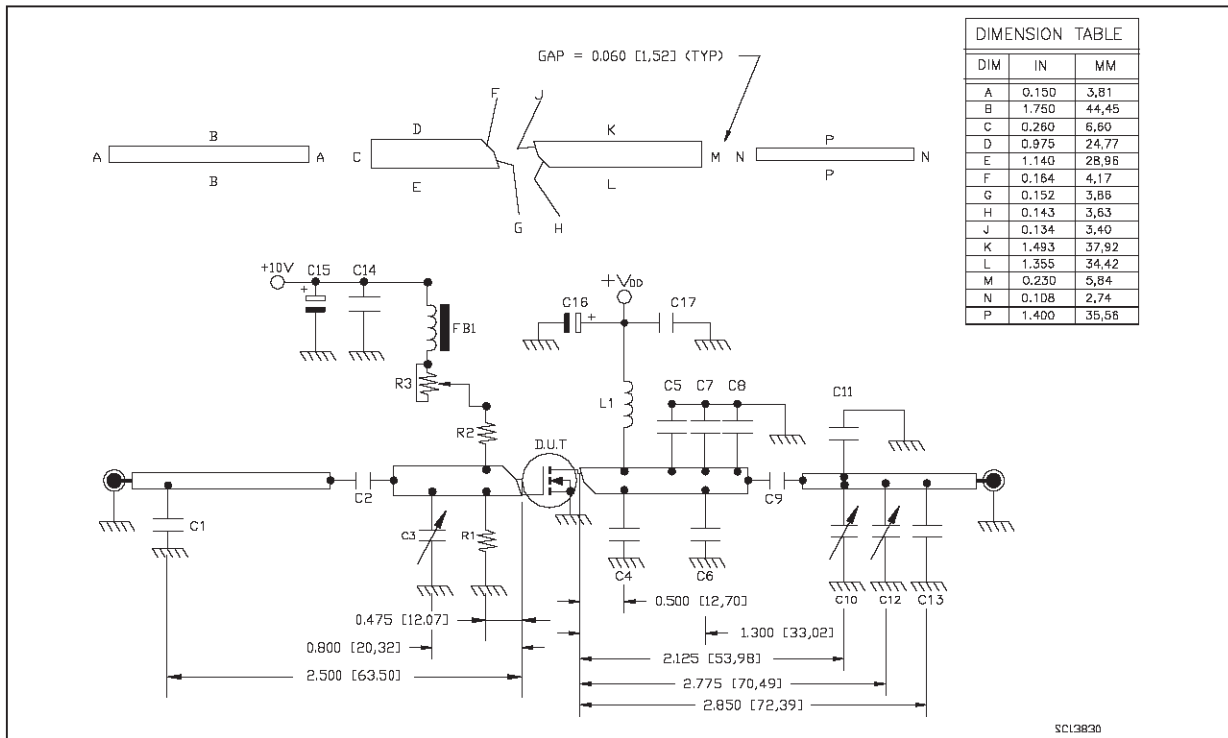 GAP = 0.060 [1,52] (TYP)
F
J
B
D
K
P
A
A
C
M
N
N
B
E
L
P
G
H
DIMENSION TABLE
DIM IN MM
A 0.150 3,81
B 1.750 44,45
C 0.260 6,60
D 0.975 24,77
E 1.140 28,96
F 0.164 4,17
G 0.152 3,86
H 0.143 3,63
J 0.134 3,40
K 1.493 37,92
L 1.355 34,42
M 0.230 5,84
N 0.108 2,74
P 1.400 35,56
+10V
C15
C14
+
FB1
R3
R2
+VDD
C16
+
C17
L1
C5
C7
C8
C11
D.U.T
C1
C2
C3
R1
C4
C6
C9
C10
C12
C13
0.475 [12.07]
0.800 [20,32]
2.500 [63.50]
0.500 [12,70]
1.300 [33,02]
2.125 [53,98]
2.775 [70,49]
2.850 [72,39]
SC13830